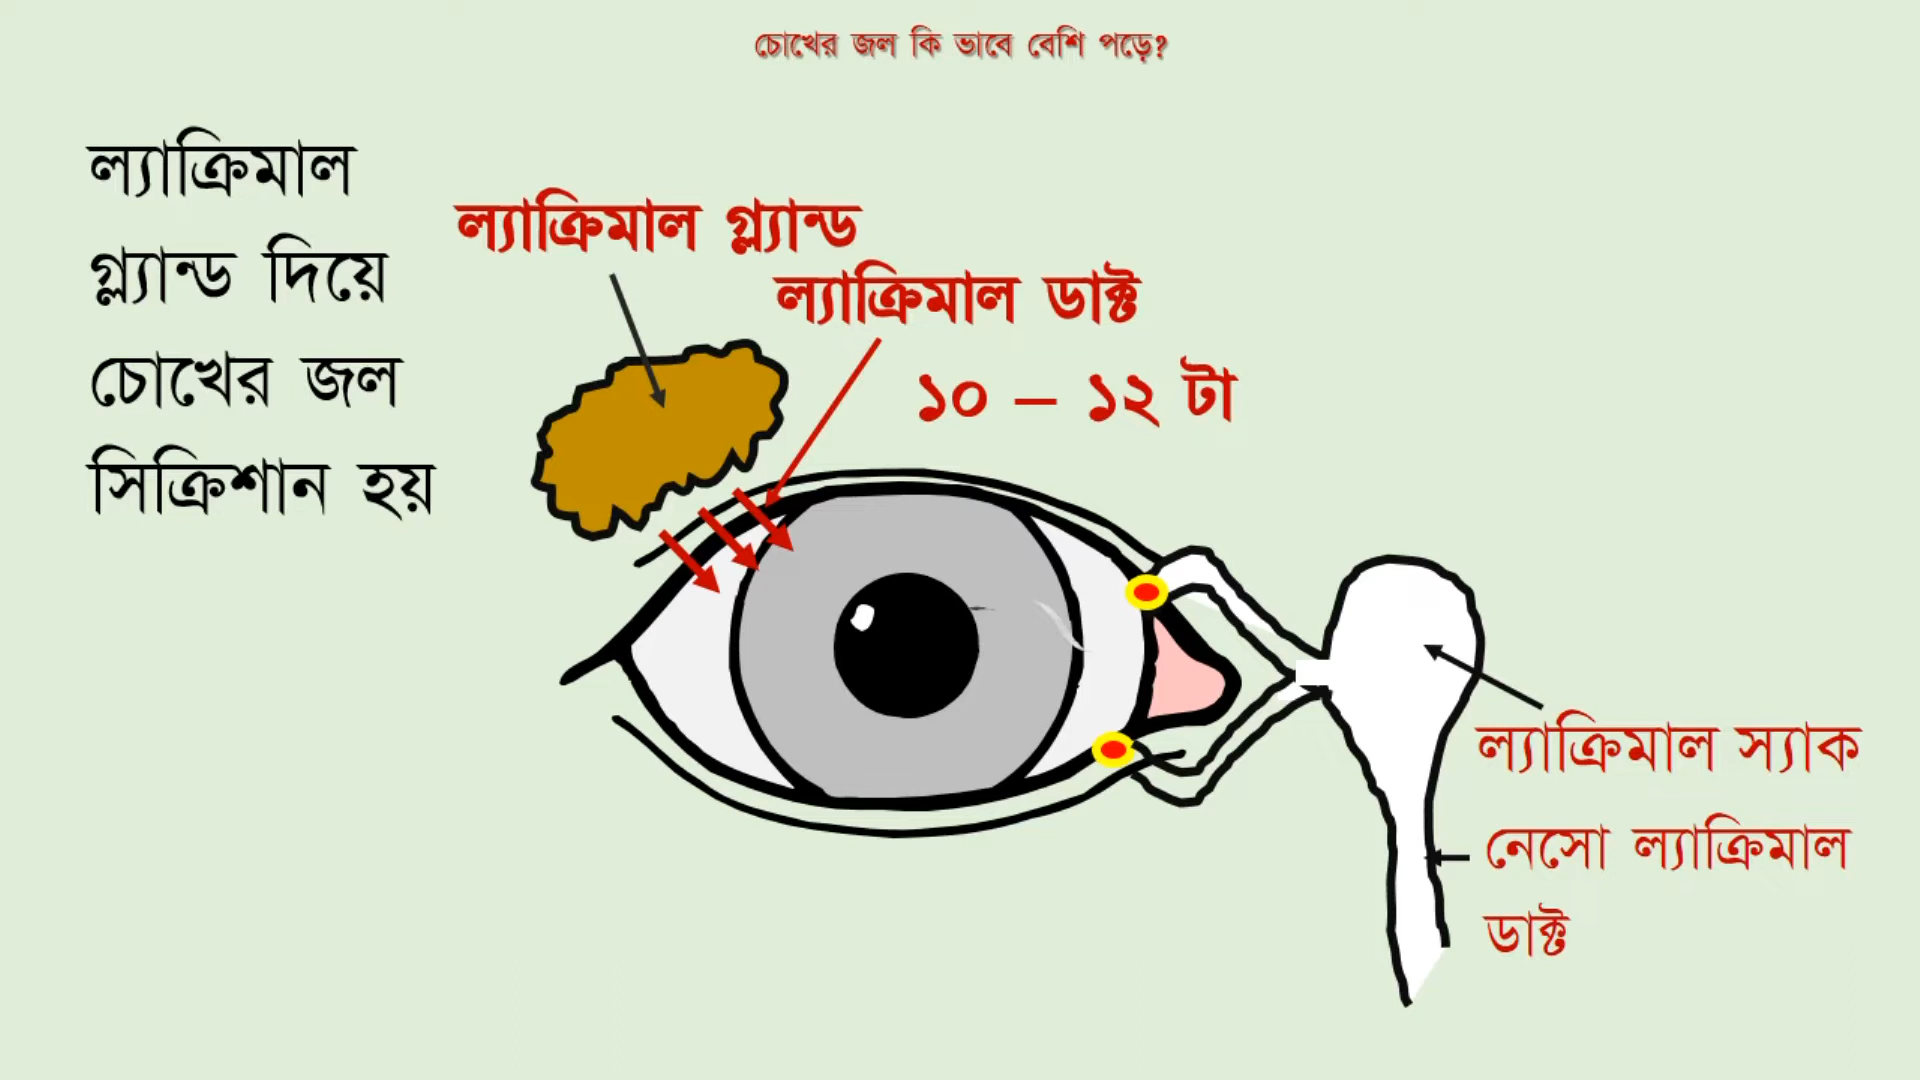 চোখের জল কি ভাবে বেশি পড়ে?
ল্যাক্রিমাল
গ্ল্যান্ড দিয়ে
চোখের জল
সিক্রিশান হয়
ল্যাক্রিমাল গ্ল্যান্ড
ল্যাক্রিমাল ডাক্ট
১০ – ১২ টা
ল্যাক্রিমাল স্যাক
নেসো ল্যাক্রিমাল
ডাক্ট